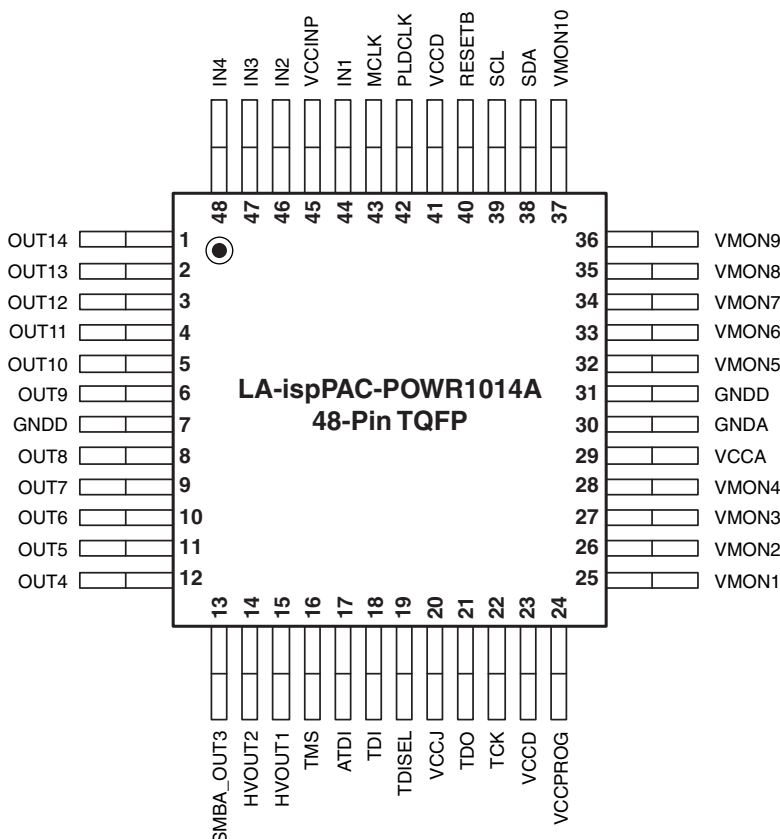 IN4
IN3
IN2
VCCINP
IN1
MCLK
PLDCLK
VCCD
RESETB
SCL
SDA
VMON10
48
47
46
45
44
43
42
41
40
39
38
37
OUT14
1
36
VMON9
OUT13
2
35
VMON8
OUT12
3
34
VMON7
OUT11
4
33
VMON6
OUT10
5
32
VMON5
OUT9
6
31
GNDD
GNDD
7
30
GNDA
OUT8
8
29
VCCA
OUT7
9
28
VMON4
OUT6
10
27
VMON3
OUT5
11
26
VMON2
OUT4
12
25
VMON1
LA-ispPAC-POWR1014A
48-Pin TQFP
13
14
15
16
17
18
19
20
21
22
23
24
SMBA_OUT3
HVOUT2
HVOUT1
TMS
ATDI
TDI
TDISEL
VCCJ
TDO
TCK
VCCD
VCCPROG